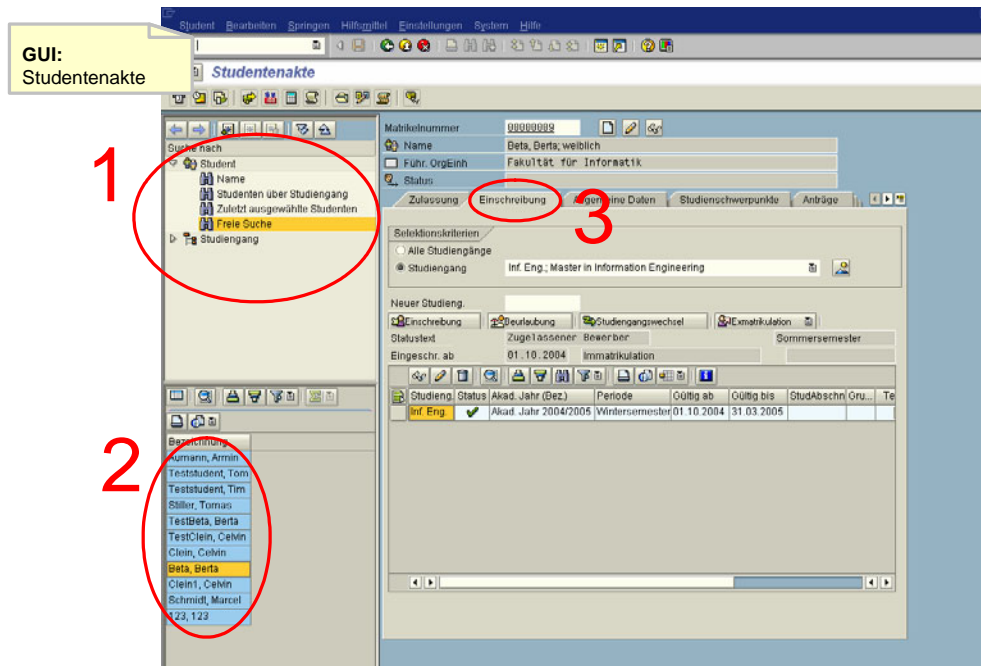 Student Bearbeiten Springen Hilfsmittel Einstellungen System Hilfe
GUI:
Studentenakte
Studentenakte
1
Suche nach
Student
Name
Studenten über Studiengang
Zuletzt ausgewählte Studenten
Freie Suche
Studiengang
2
Bezeichnung
Aumann, Armin
Teststudent, Tom
Teststudent, Tim
Stiller, Tomas
TestBeta, Berta
TestClein, Celvin
Clein, Celvin
Beta, Berta
Clein1, Celvin
Schmidt, Marcel
123, 123
Matrikelnummer 00000009
Name Beta, Berta; weiblich
Führ. OrgEinh Fakultät für Informatik
Status
Zulassung Einschreibung Allgemeine Daten Studienschwerpunkte Anträge
3
Selektionskriterien
Alle Studiengänge
Studiengang Inf. Eng.; Master in Information Engineering
Neuer Studieng.
Einschreibung Beurlaubung Studiengangswechsel Exmatrikulation
Statustext Zugelassener Bewerber Sommersemester
Eingeschr. ab 01.10.2004 Immatrikulation
Studieng. Status Akad. Jahr (Bez.) Periode Gültig ab Gültig bis StudAbschn Gru... Te
Inf. Eng. Akad. Jahr 2004/2005 Wintersemester 01.10.2004 31.03.2005